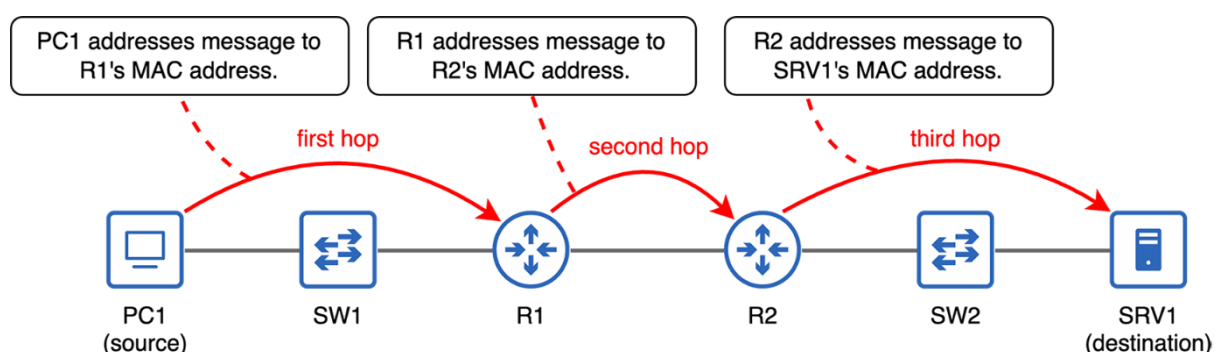 PC1 addresses message to
R1's MAC address.
R1 addresses message to
R2's MAC address.
R2 addresses message to
SRV1's MAC address.
first hop
second hop
third hop
PC1
(source)
SW1
R1
R2
SW2
SRV1
(destination)